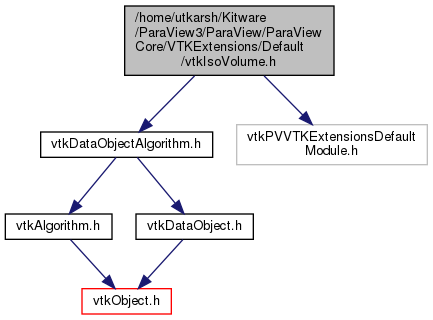 /home/utkarsh/Kitware
/ParaView3/ParaView/ParaView
Core/VTKExtensions/Default
/vtkIsoVolume.h
vtkDataObjectAlgorithm.h
vtkPVVTKExtensionsDefault
Module.h
vtkAlgorithm.h
vtkDataObject.h
vtkObject.h